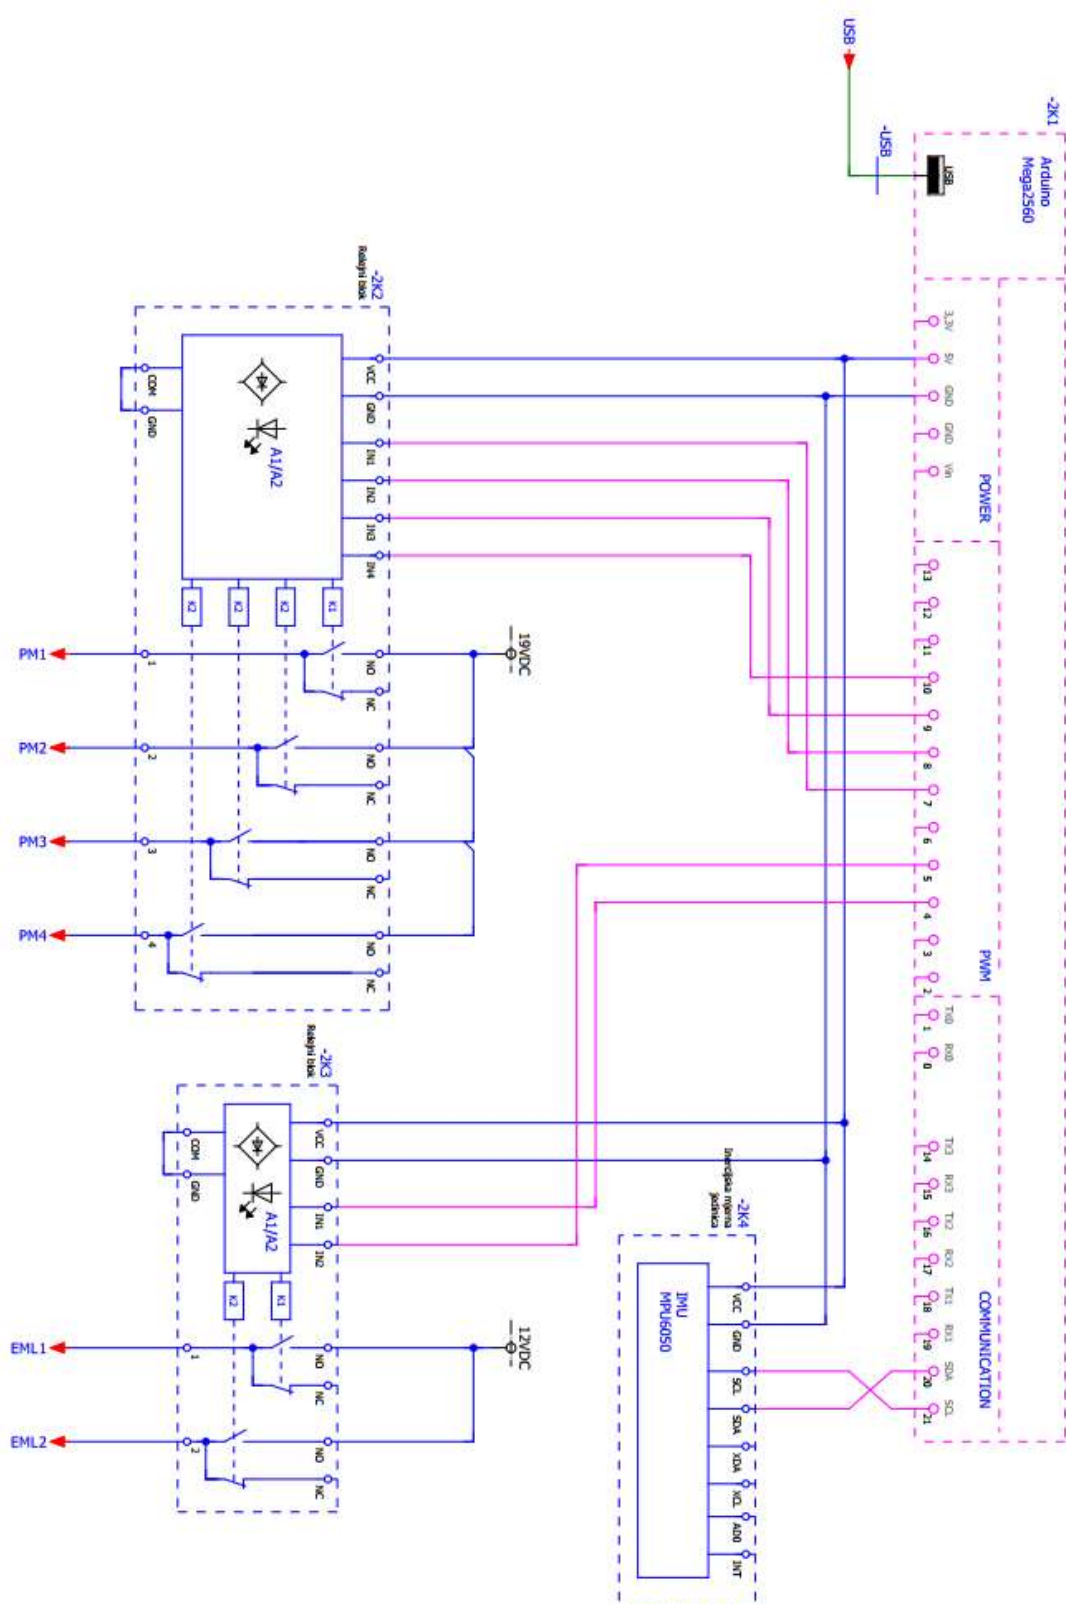 -2K1
Arduino
Mega2560
USB
-USB
USB
3,3V
5V
GND
GND
Vin
POWER
13
12
11
10
9
8
7
6
5
4
3
2
PWM
TX0
1
RX0
0
TX3
14
RX3
15
TX2
16
RX2
17
TX1
18
RX1
19
SDA
20
SCL
21
COMMUNICATION
-2K2
Relejni blok
VCC
GND
IN1
IN2
IN3
IN4
A1/A2
COM
GND
K1
K2
K2
K2
19VDC
NO
NC
NO
NC
NO
NC
NO
NC
1
2
3
4
PM1
PM2
PM3
PM4
-2K3
Relejni blok
VCC
GND
IN1
IN2
A1/A2
COM
GND
K1
K2
12VDC
NO
NC
NO
NC
1
2
EML1
EML2
-2K4
Inercijska mjerna
jedinica
IMU
MPU6050
VCC
GND
SCL
SDA
XDA
XCL
AD0
INT